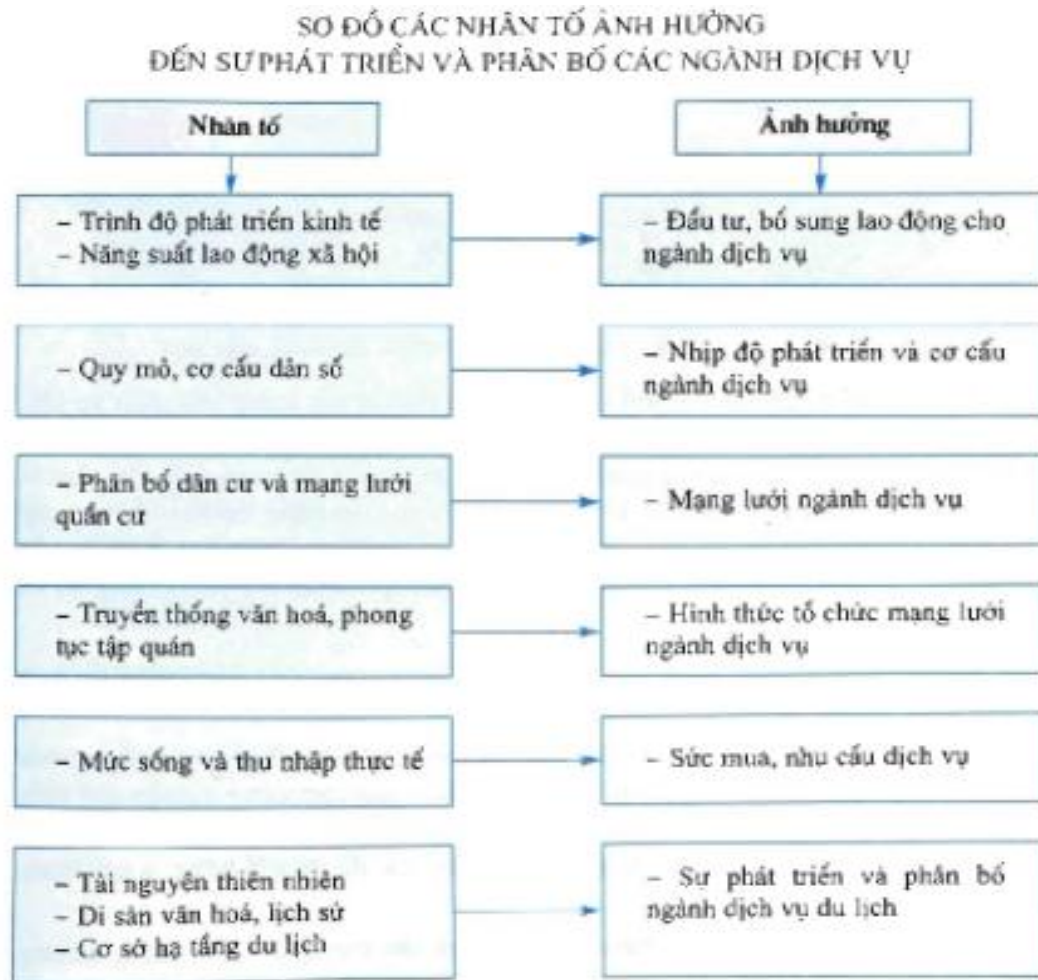 SƠ ĐỒ CÁC NHÂN TỐ ẢNH HƯỞNG
ĐẾN SỰ PHÁT TRIỂN VÀ PHÂN BỐ CÁC NGÀNH DỊCH VỤ
Nhân tố
Ảnh hưởng
– Trình độ phát triển kinh tế
– Năng suất lao động xã hội
– Đầu tư, bổ sung lao động cho
ngành dịch vụ
– Quy mô, cơ cấu dân số
– Nhịp độ phát triển và cơ cấu
ngành dịch vụ
– Phân bố dân cư và mạng lưới
quần cư
– Mạng lưới ngành dịch vụ
– Truyền thống văn hoá, phong
tục tập quán
– Hình thức tổ chức mạng lưới
ngành dịch vụ
– Mức sống và thu nhập thực tế
– Sức mua, nhu cầu dịch vụ
– Tài nguyên thiên nhiên
– Di sản văn hoá, lịch sử
– Cơ sở hạ tầng du lịch
– Sự phát triển và phân bố
ngành dịch vụ du lịch